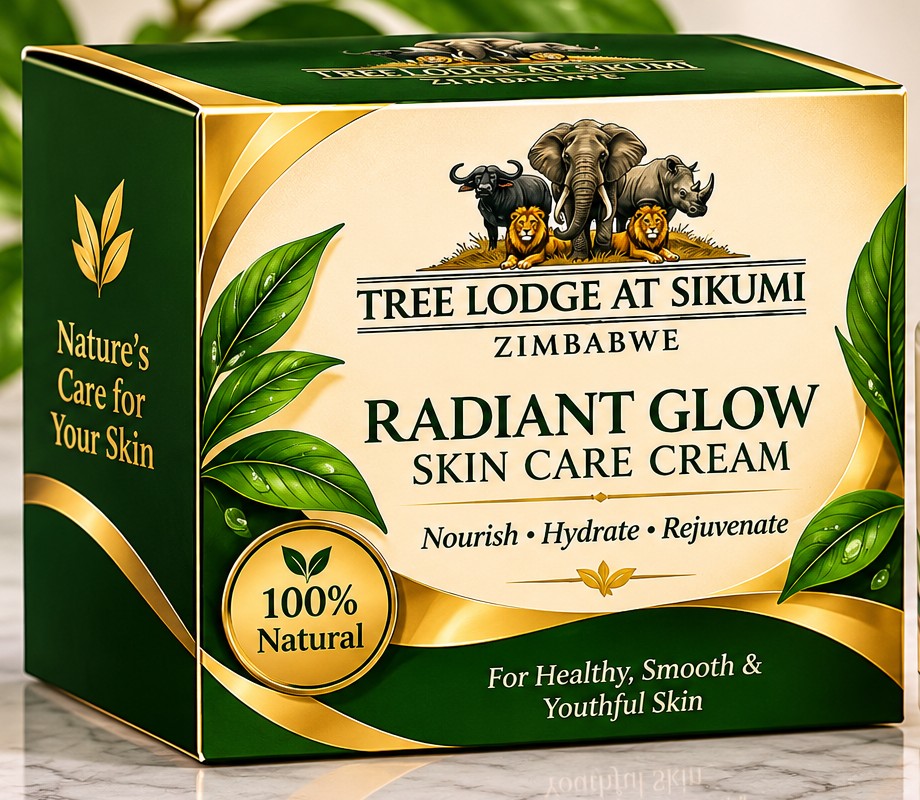 TREE LODGE AT SIKUMI
ZIMBABWE
Nature's
Care for
Your Skin
TREE LODGE AT SIKUMI
ZIMBABWE
RADIANT GLOW
SKIN CARE CREAM
Nourish • Hydrate • Rejuvenate
100%
Natural
For Healthy, Smooth &
Youthful Skin